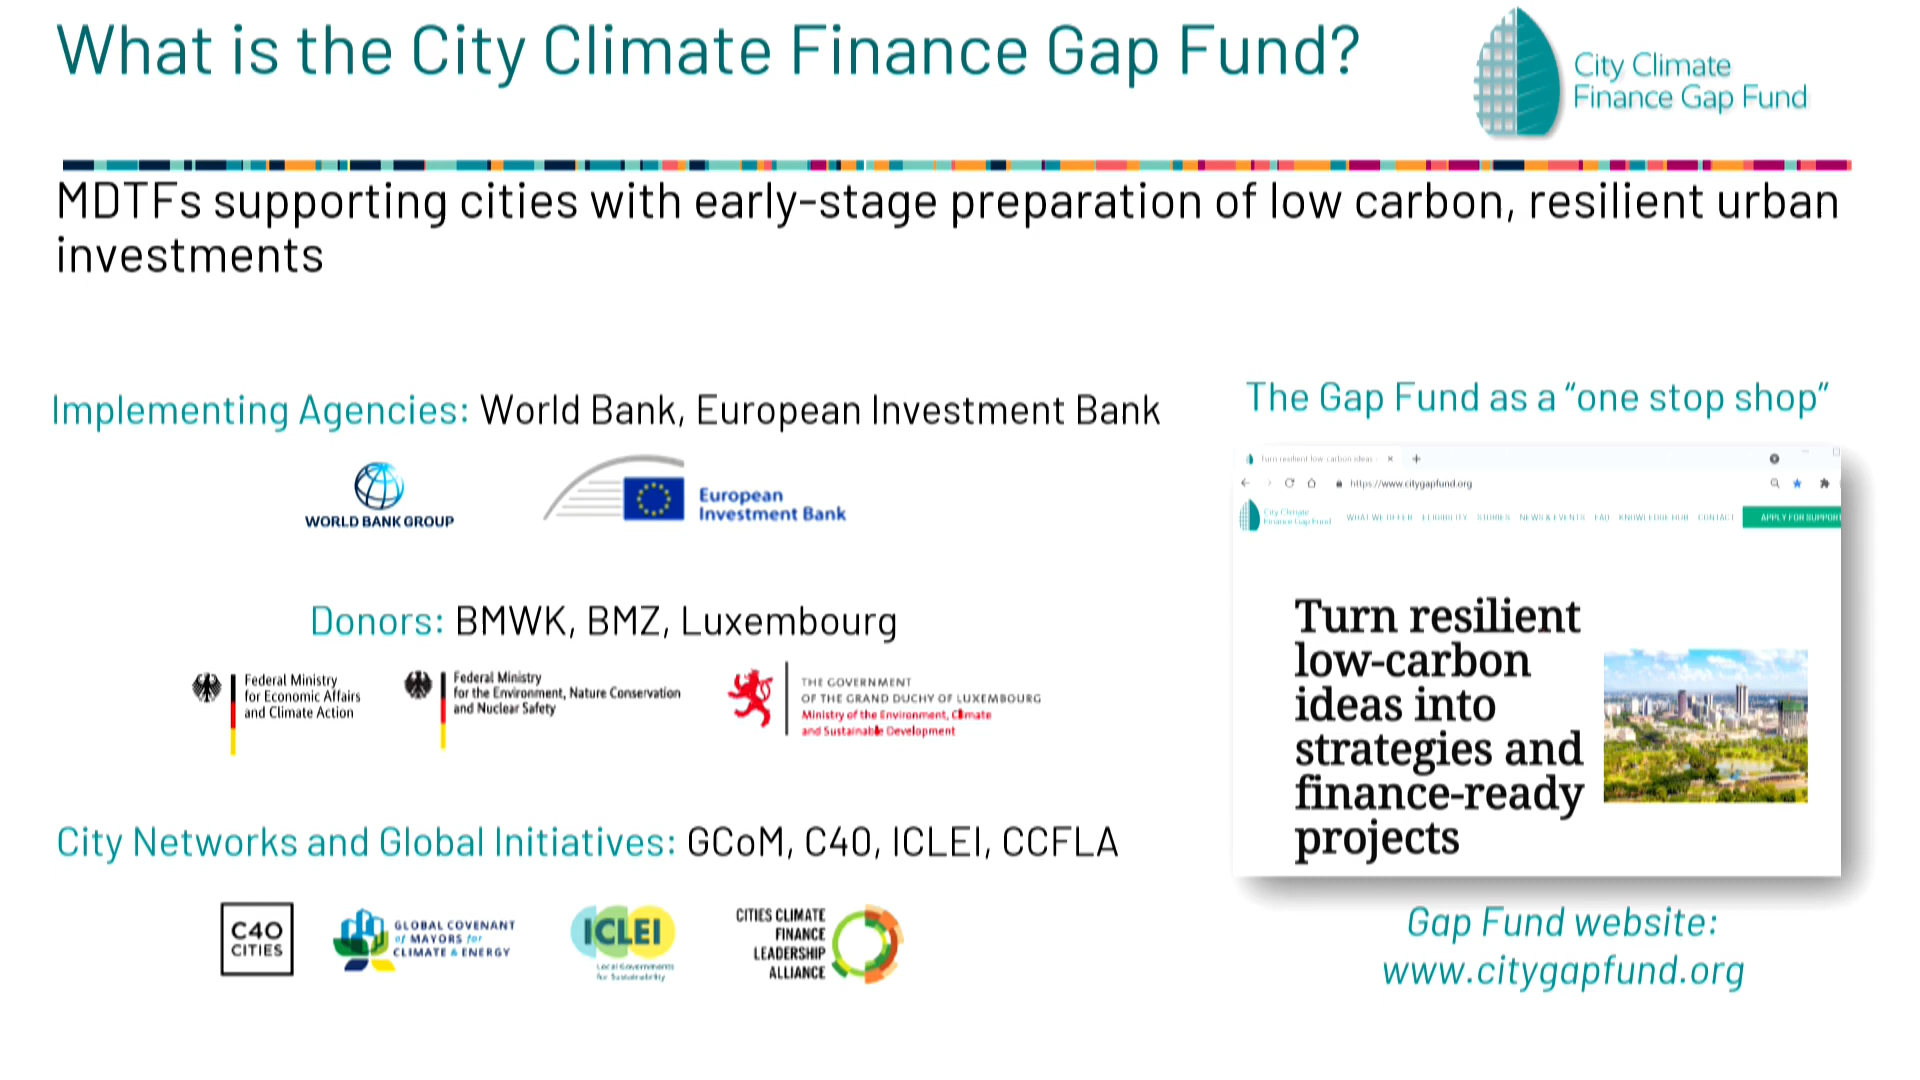 What is the City Climate Finance Gap Fund?
City Climate
Finance Gap Fund
MDTFs supporting cities with early-stage preparation of low carbon, resilient urban
investments
Implementing Agencies: World Bank, European Investment Bank
WORLD BANK GROUP
European
Investment Bank
Donors: BMWK, BMZ, Luxembourg
Federal Ministry
for Economic Affairs
and Climate Action
Federal Ministry
for the Environment, Nature Conservation
and Nuclear Safety
THE GOVERNMENT
OF THE GRAND DUCHY OF LUXEMBOURG
Ministry of the Environment, Climate
and Sustainable Development
City Networks and Global Initiatives: GCoM, C40, ICLEI, CCFLA
C40
CITIES
GLOBAL COVENANT
of MAYORS for
CLIMATE & ENERGY
ICLEI
Local Governments
for Sustainability
CITIES CLIMATE
FINANCE
LEADERSHIP
ALLIANCE
The Gap Fund as a “one stop shop”
Turn resilient low-carbon ideas
https://www.citygapfund.org
City Climate
Finance Gap Fund
WHAT WE OFFER ELIGIBILITY STORIES NEWS & EVENTS FAQ KNOWLEDGE HUB CONTACT APPLY FOR SUPPORT
Turn resilient
low-carbon
ideas into
strategies and
finance-ready
projects
Gap Fund website:
www.citygapfund.org